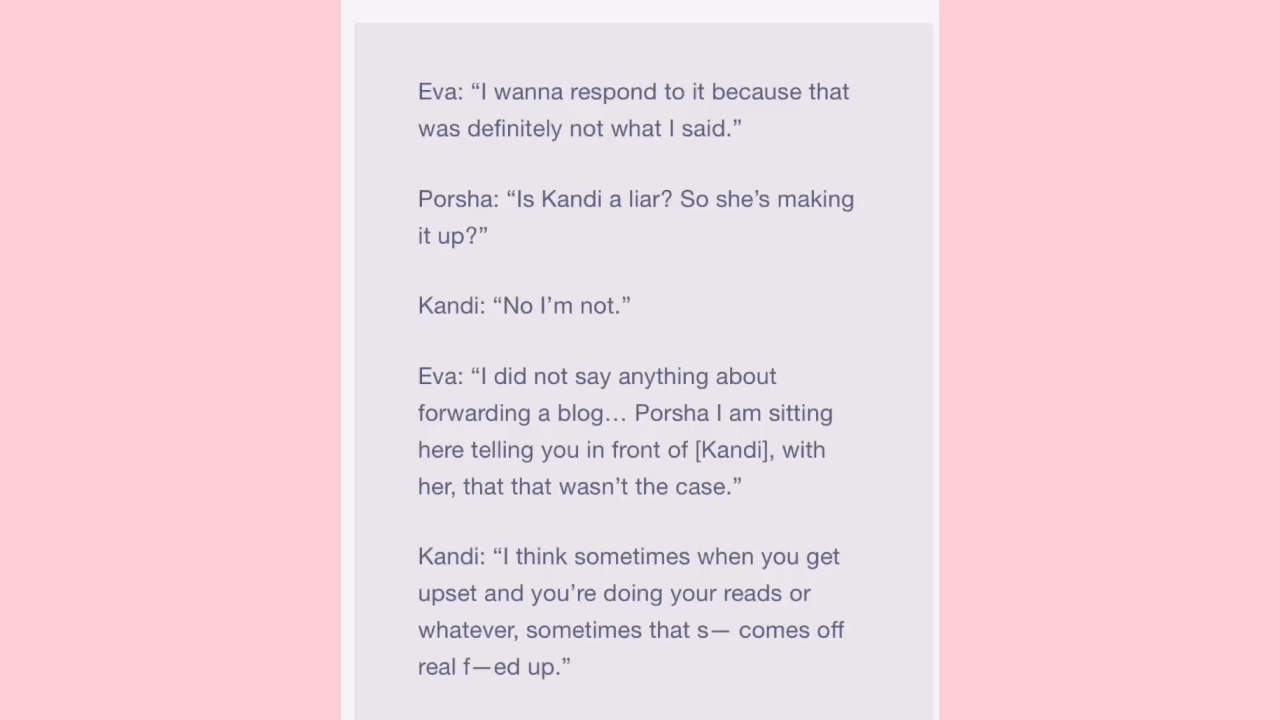 Eva: “I wanna respond to it because that
was definitely not what I said.”
Porsha: “Is Kandi a liar? So she’s making
it up?”
Kandi: “No I’m not.”
Eva: “I did not say anything about
forwarding a blog… Porsha I am sitting
here telling you in front of [Kandi], with
her, that that wasn’t the case.”
Kandi: “I think sometimes when you get
upset and you’re doing your reads or
whatever, sometimes that s— comes off
real f—ed up.”